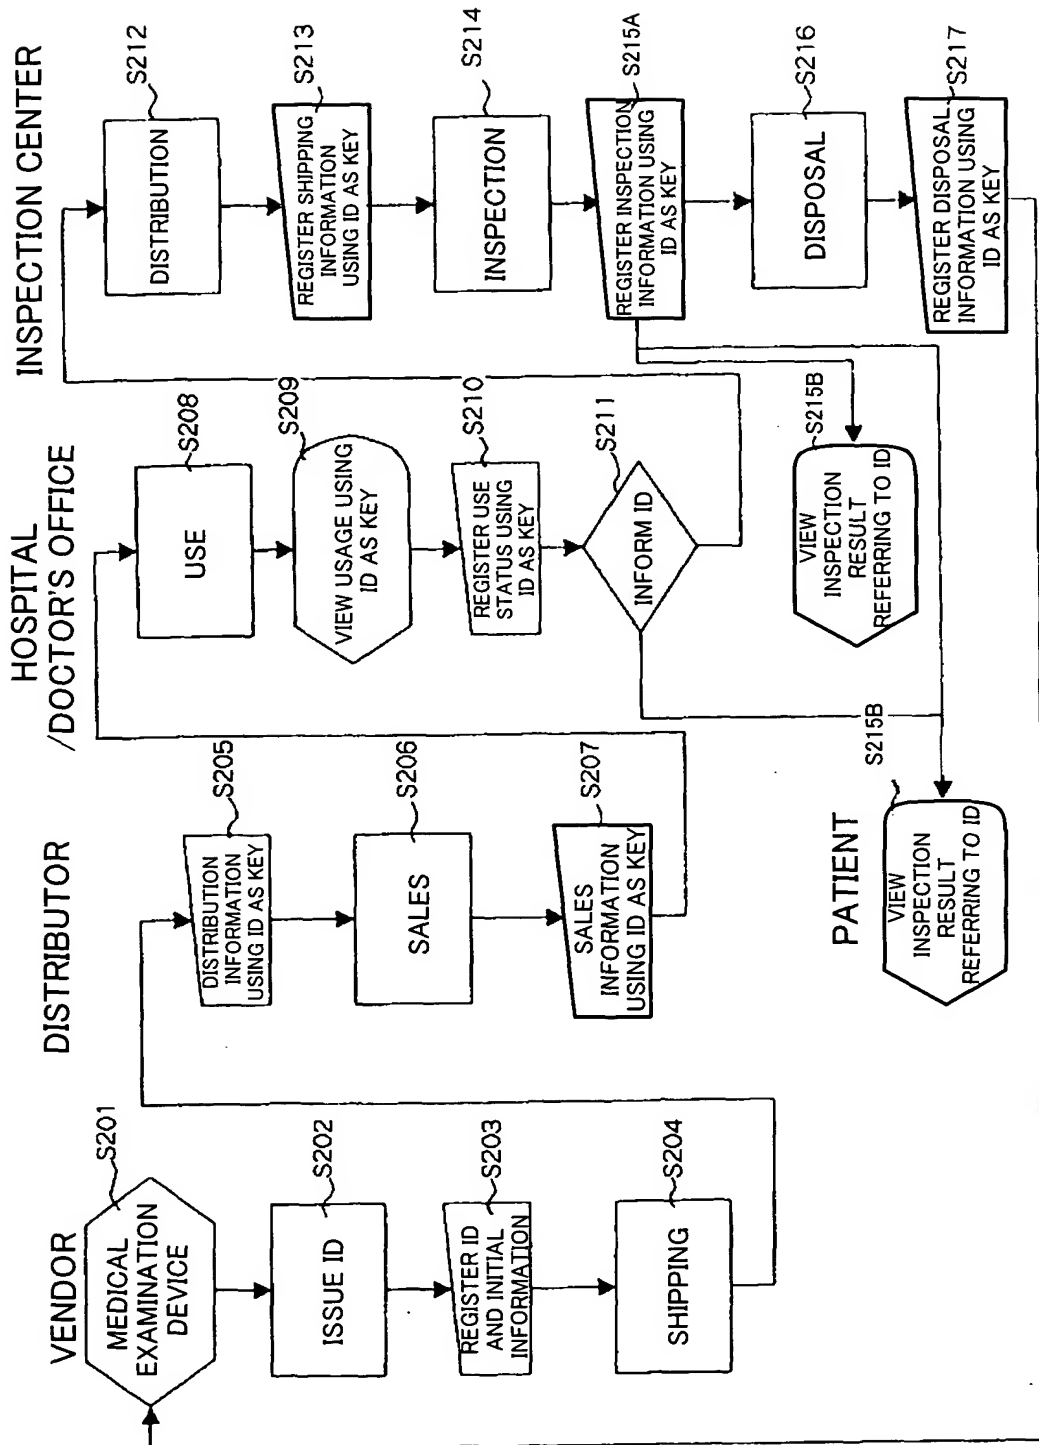 VENDOR
S201
MEDICAL
EXAMINATION
DEVICE
S202
ISSUE ID
S203
REGISTER ID
AND INITIAL
INFORMATION
S204
SHIPPING
DISTRIBUTOR
S205
DISTRIBUTION
INFORMATION
USING ID AS KEY
S206
SALES
S207
SALES
INFORMATION
USING ID AS KEY
HOSPITAL
/DOCTOR'S OFFICE
S208
USE
S209
VIEW USAGE USING
ID AS KEY
S210
REGISTER USE
STATUS USING
ID AS KEY
S211
INFORM ID
S215B
VIEW
INSPECTION
RESULT
REFERRING TO ID
PATIENT
S215B
VIEW
INSPECTION
RESULT
REFERRING TO ID
INSPECTION CENTER
S212
DISTRIBUTION
S213
REGISTER SHIPPING
INFORMATION
USING ID AS KEY
S214
INSPECTION
S215A
REGISTER INSPECTION
INFORMATION USING
ID AS KEY
S216
DISPOSAL
S217
REGISTER DISPOSAL
INFORMATION USING
ID AS KEY